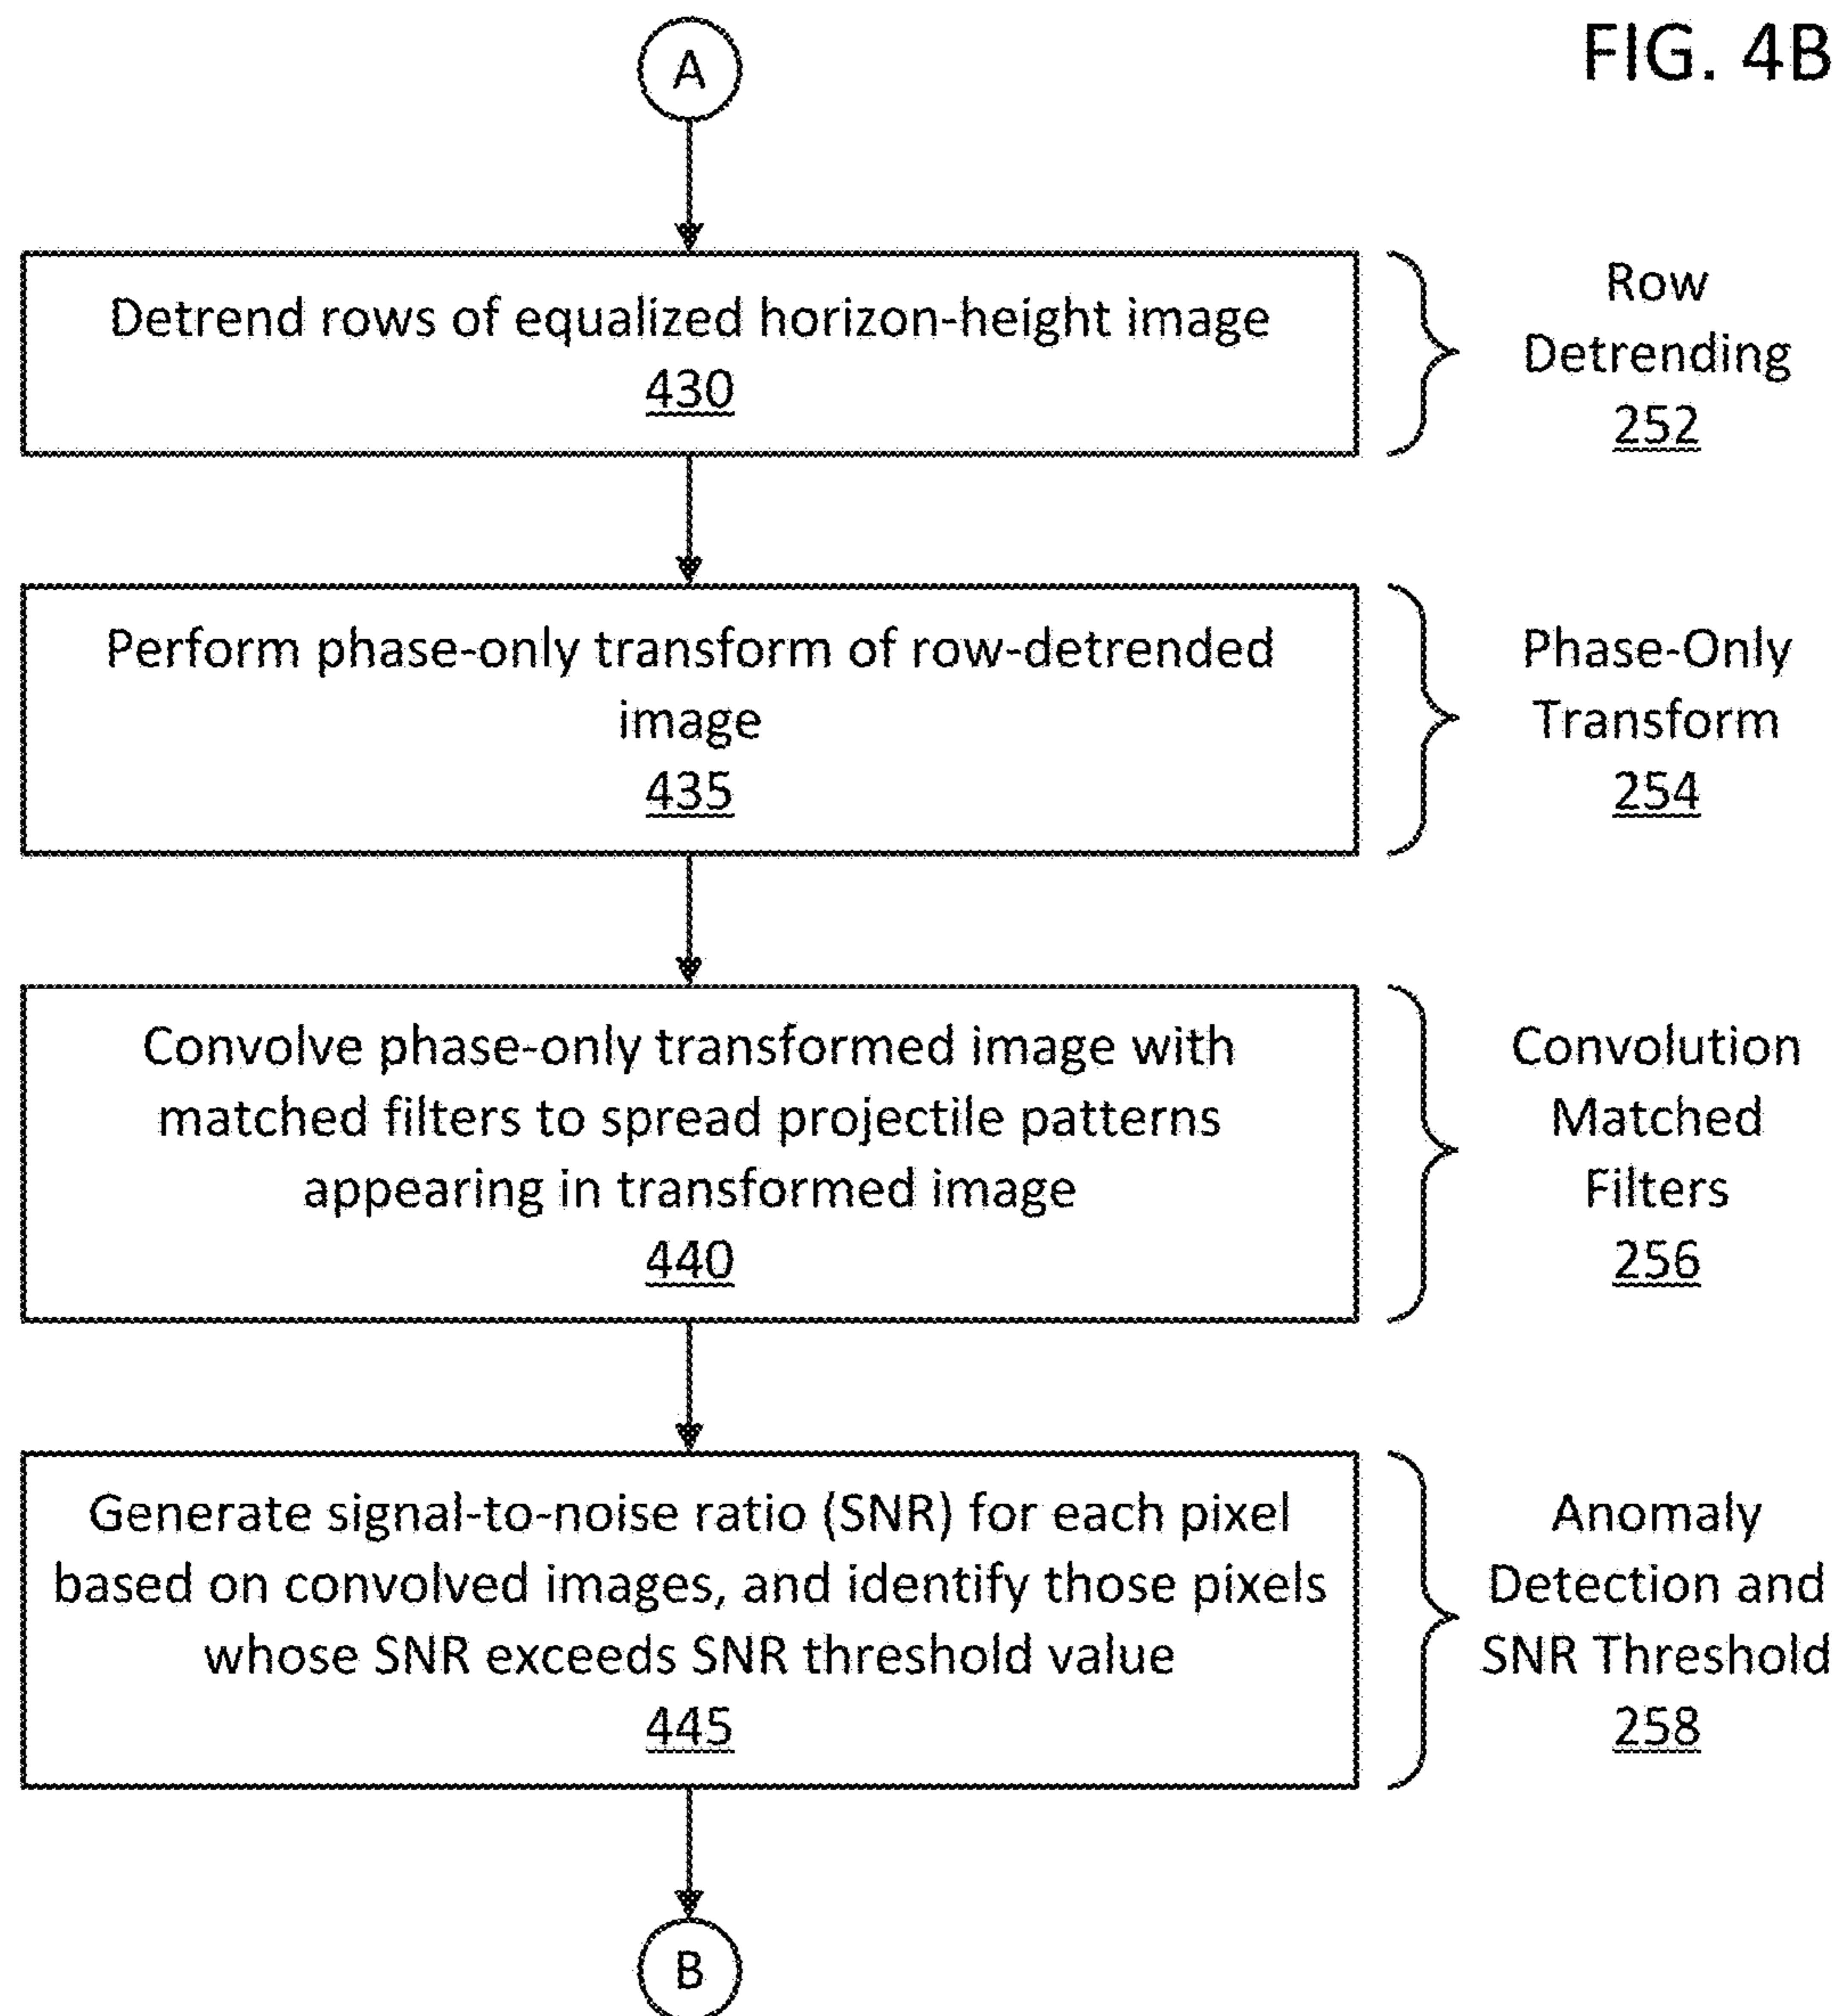 FIG. 4B
A
Detrend rows of equalized horizon-height image
430
Row
Detrending
252
Perform phase-only transform of row-detrended
image
435
Phase-Only
Transform
254
Convolve phase-only transformed image with
matched filters to spread projectile patterns
appearing in transformed image
440
Convolution
Matched
Filters
256
Generate signal-to-noise ratio (SNR) for each pixel
based on convolved images, and identify those pixels
whose SNR exceeds SNR threshold value
445
Anomaly
Detection and
SNR Threshold
258
B